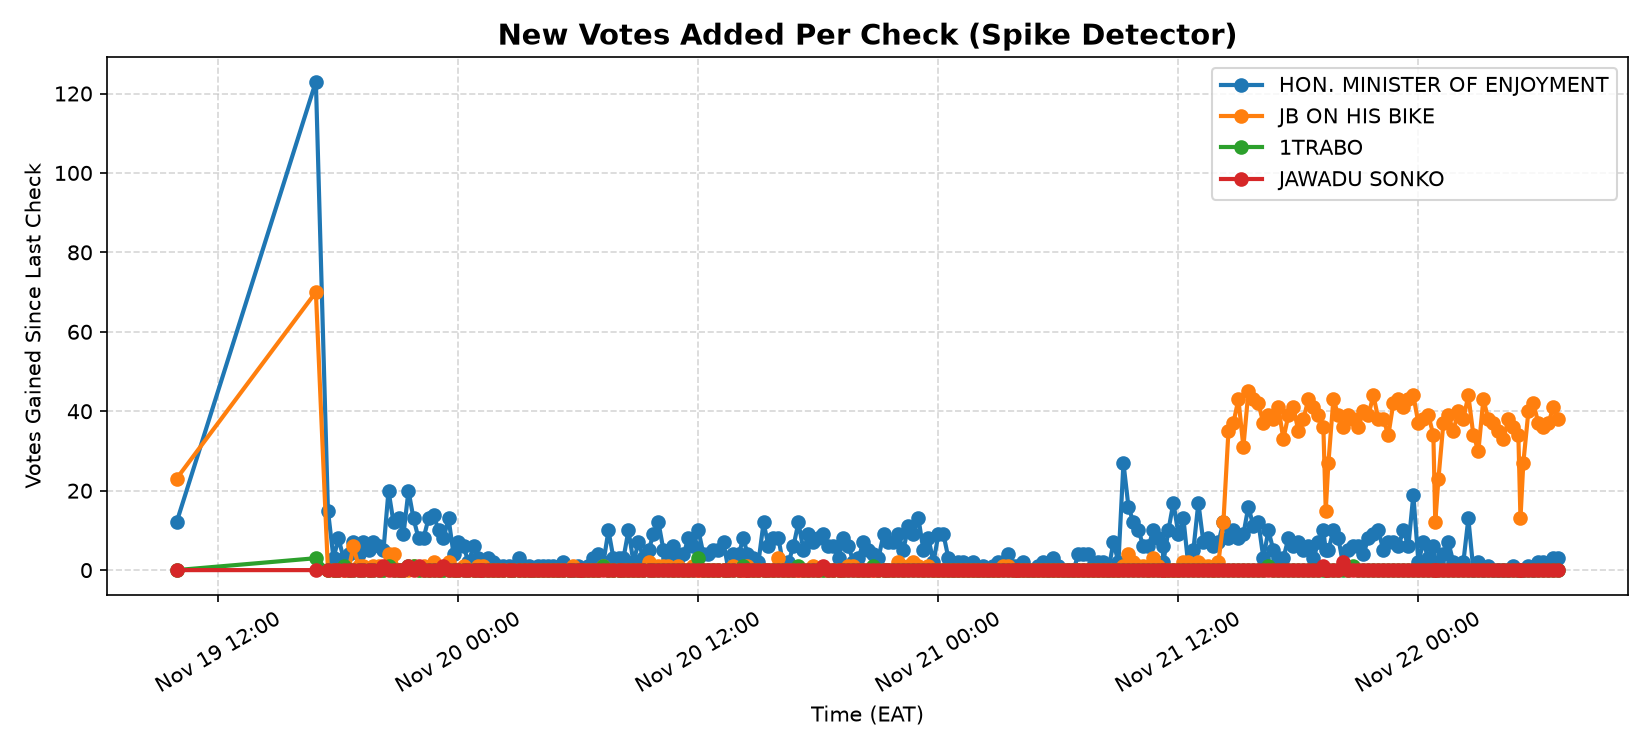 New Votes Added Per Check (Spike Detector)
HON. MINISTER OF ENJOYMENT
JB ON HIS BIKE
1TRABO
JAWADU SONKO
Votes Gained Since Last Check
120
100
80
60
40
20
0
Nov 19 12:00
Nov 20 00:00
Nov 20 12:00
Nov 21 00:00
Nov 21 12:00
Nov 22 00:00
Time (EAT)